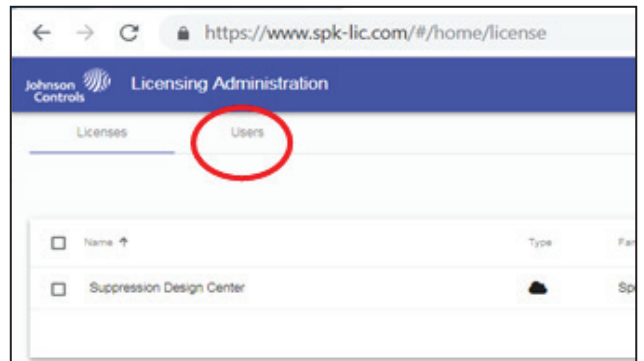 https://www.spk-lic.com/#/home/license
Johnson Controls Licensing Administration
Licenses Users
Name Type
Suppression Design Center